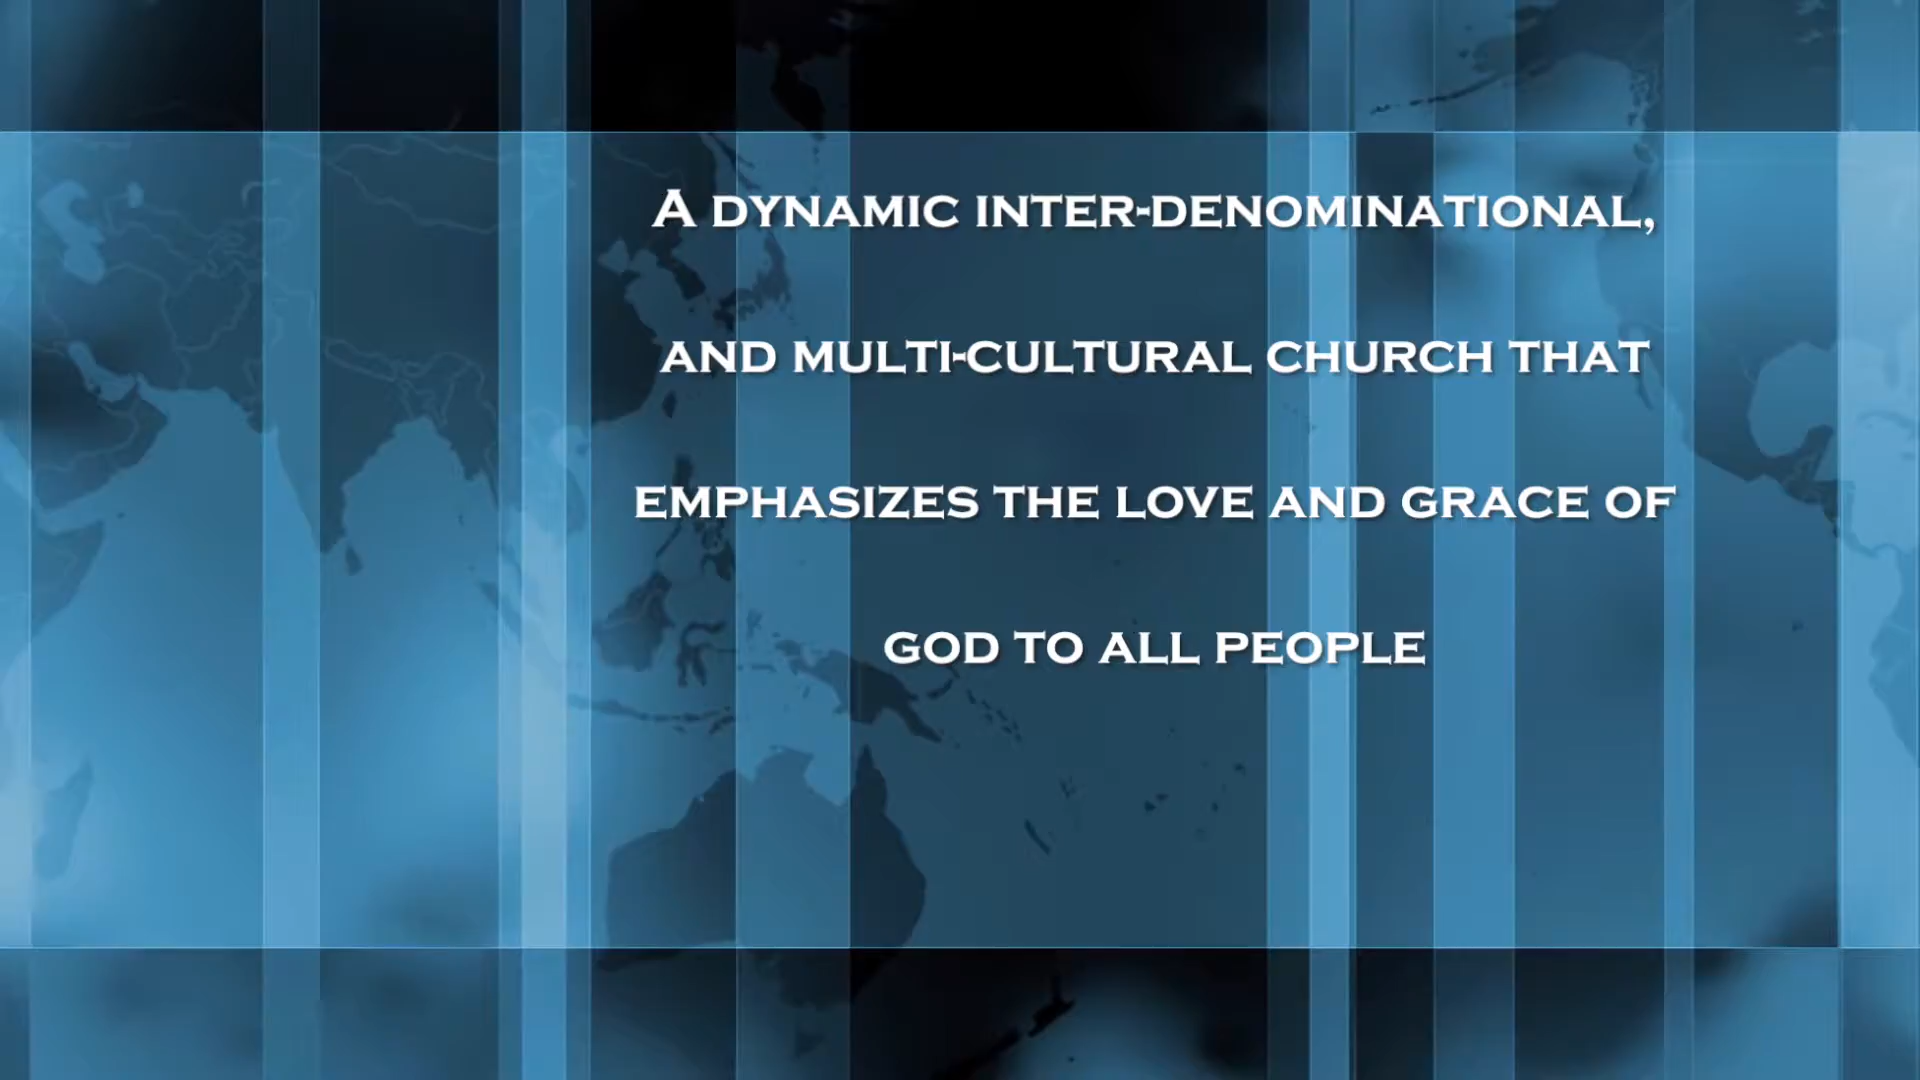 A DYNAMIC INTER-DENOMINATIONAL,
AND MULTI-CULTURAL CHURCH THAT
EMPHASIZES THE LOVE AND GRACE OF
GOD TO ALL PEOPLE